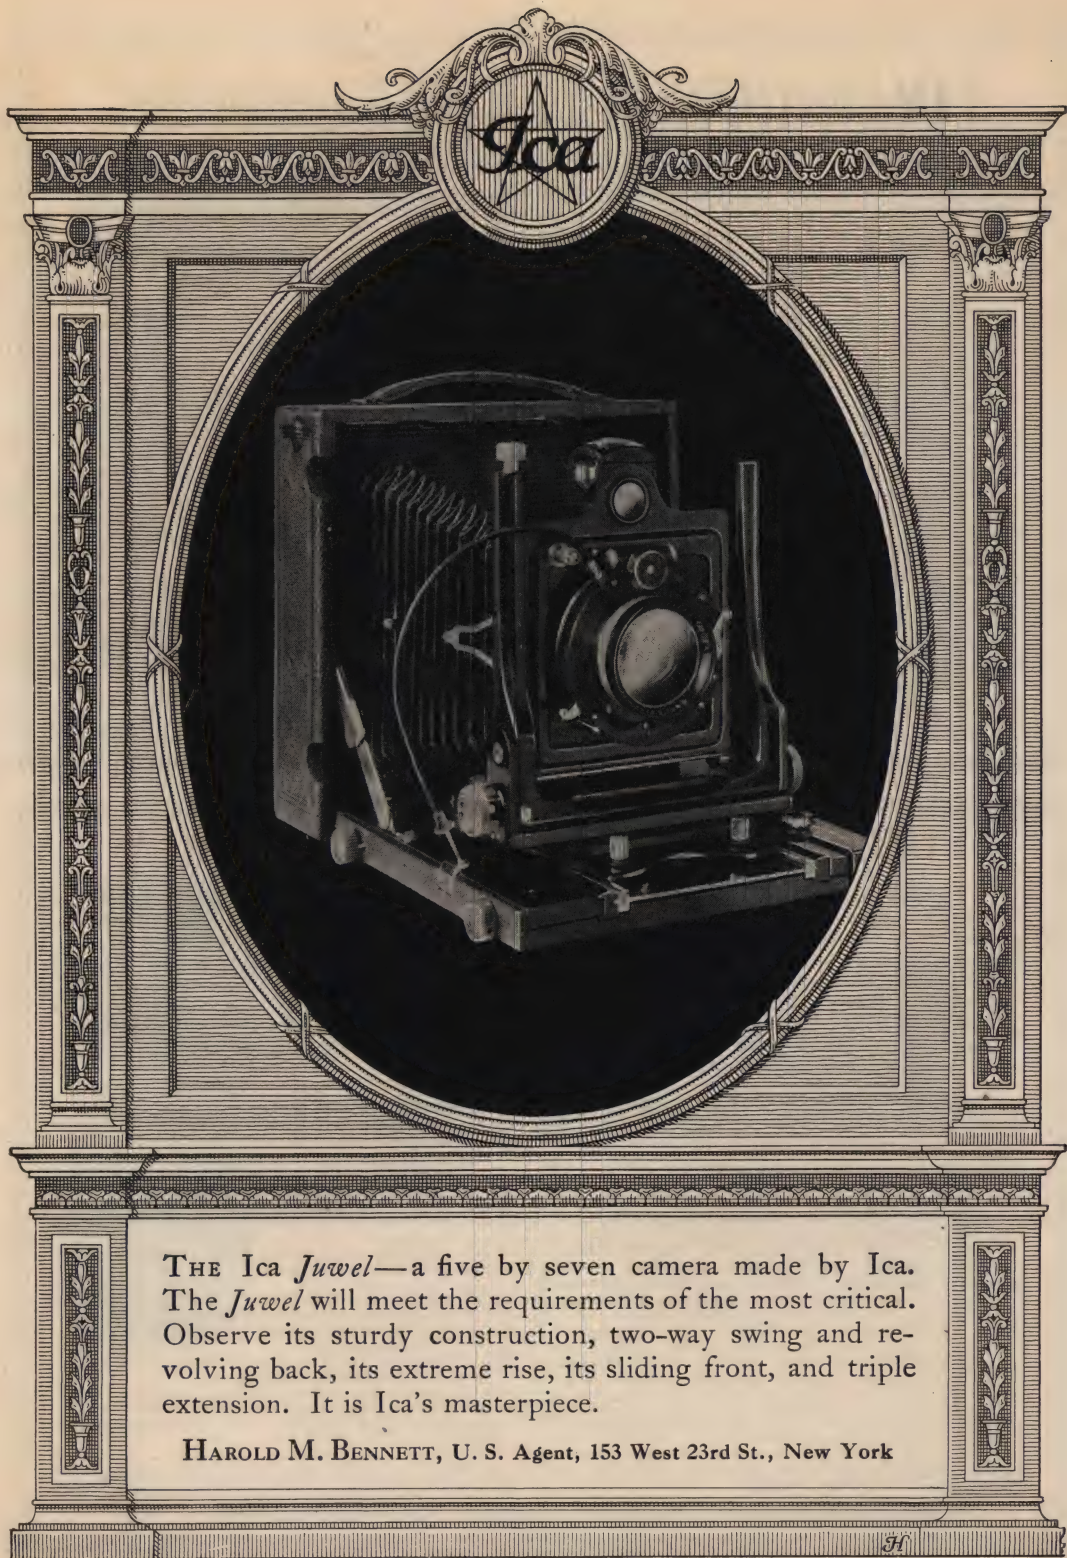 Ica
THE Ica Juwel—a five by seven camera made by Ica.
The Juwel will meet the requirements of the most critical.
Observe its sturdy construction, two-way swing and re-
volving back, its extreme rise, its sliding front, and triple
extension. It is Ica's masterpiece.
HAROLD M. BENNETT, U. S. Agent, 153 West 23rd St., New York
H